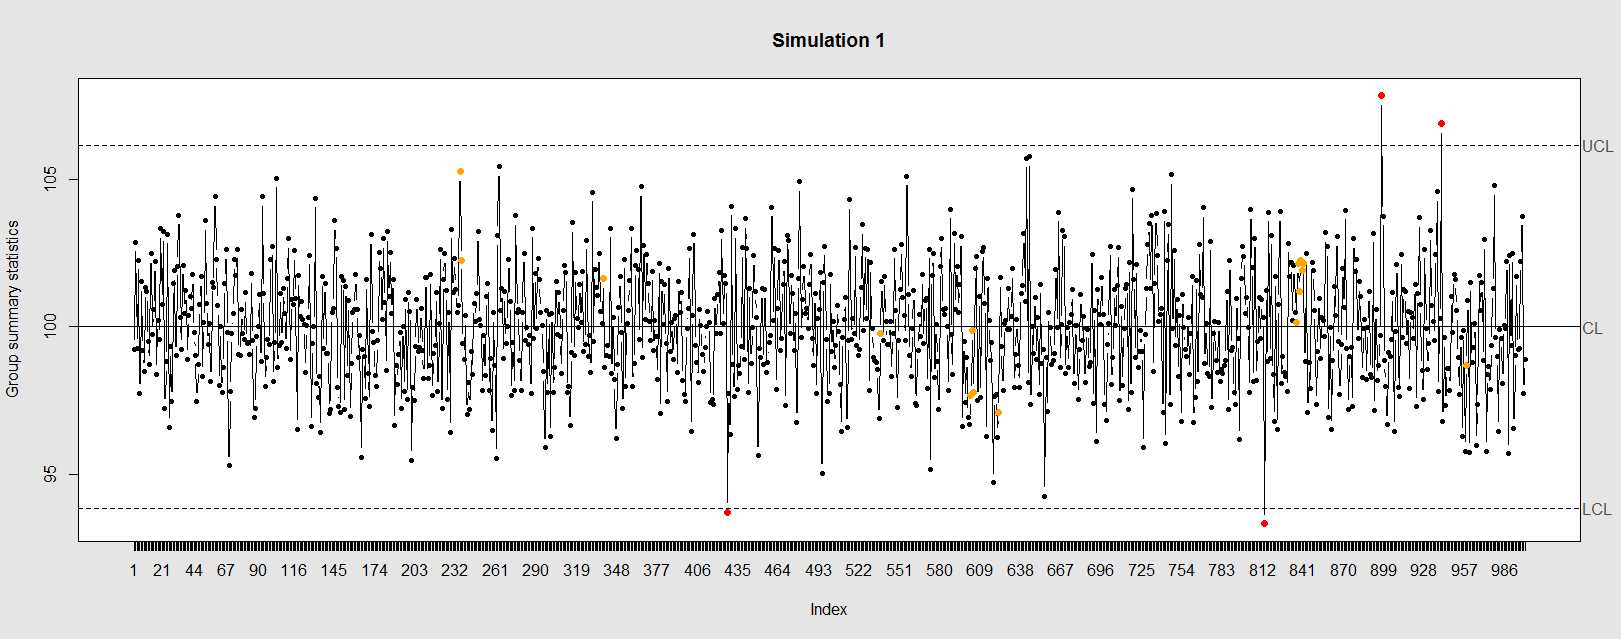 Simulation 1
Group summary statistics
105
100
95
UCL
CL
LCL
1 21 44 67 90 116 145 174 203 232 261 290 319 348 377 406 435 464 493 522 551 580 609 638 667 696 725 754 783 812 841 870 899 928 957 986
Index